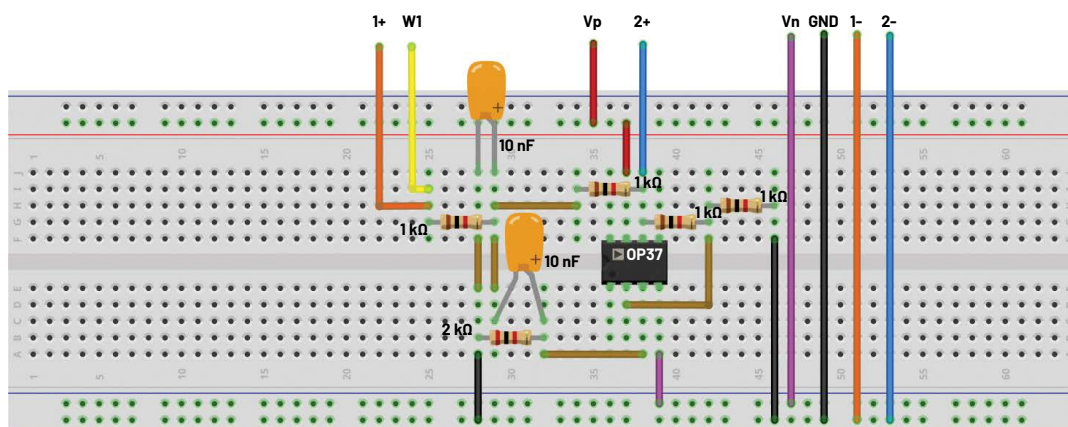 1+ W1 Vp 2+ Vn GND 1- 2-
10 nF
1 5 10 15 20 25 30 35 40 45 50 55 60
J
I
H
G
F
1 kΩ
1 kΩ
1 kΩ
1 kΩ
+
OP37
+
10 nF
E
D
C
B
A
2 kΩ
1 5 10 15 20 25 30 35 40 45 50 55 60